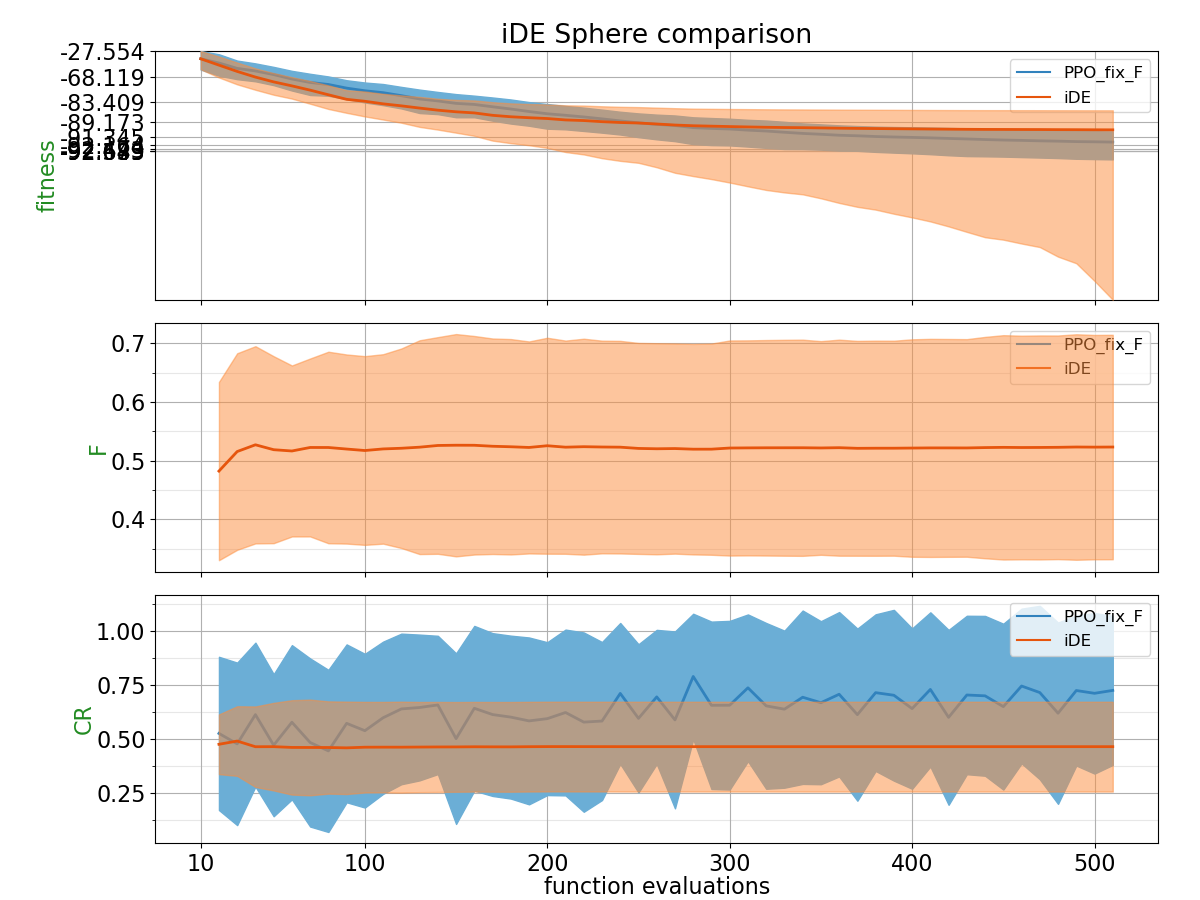 iDE Sphere comparison
-27.554
-68.119
-83.409
-89.173
fitness
PPO_fix_F
iDE
0.7
0.6
0.5
0.4
F
PPO_fix_F
iDE
1.00
0.75
0.50
0.25
CR
PPO_fix_F
iDE
10
100
200
300
400
500
function evaluations